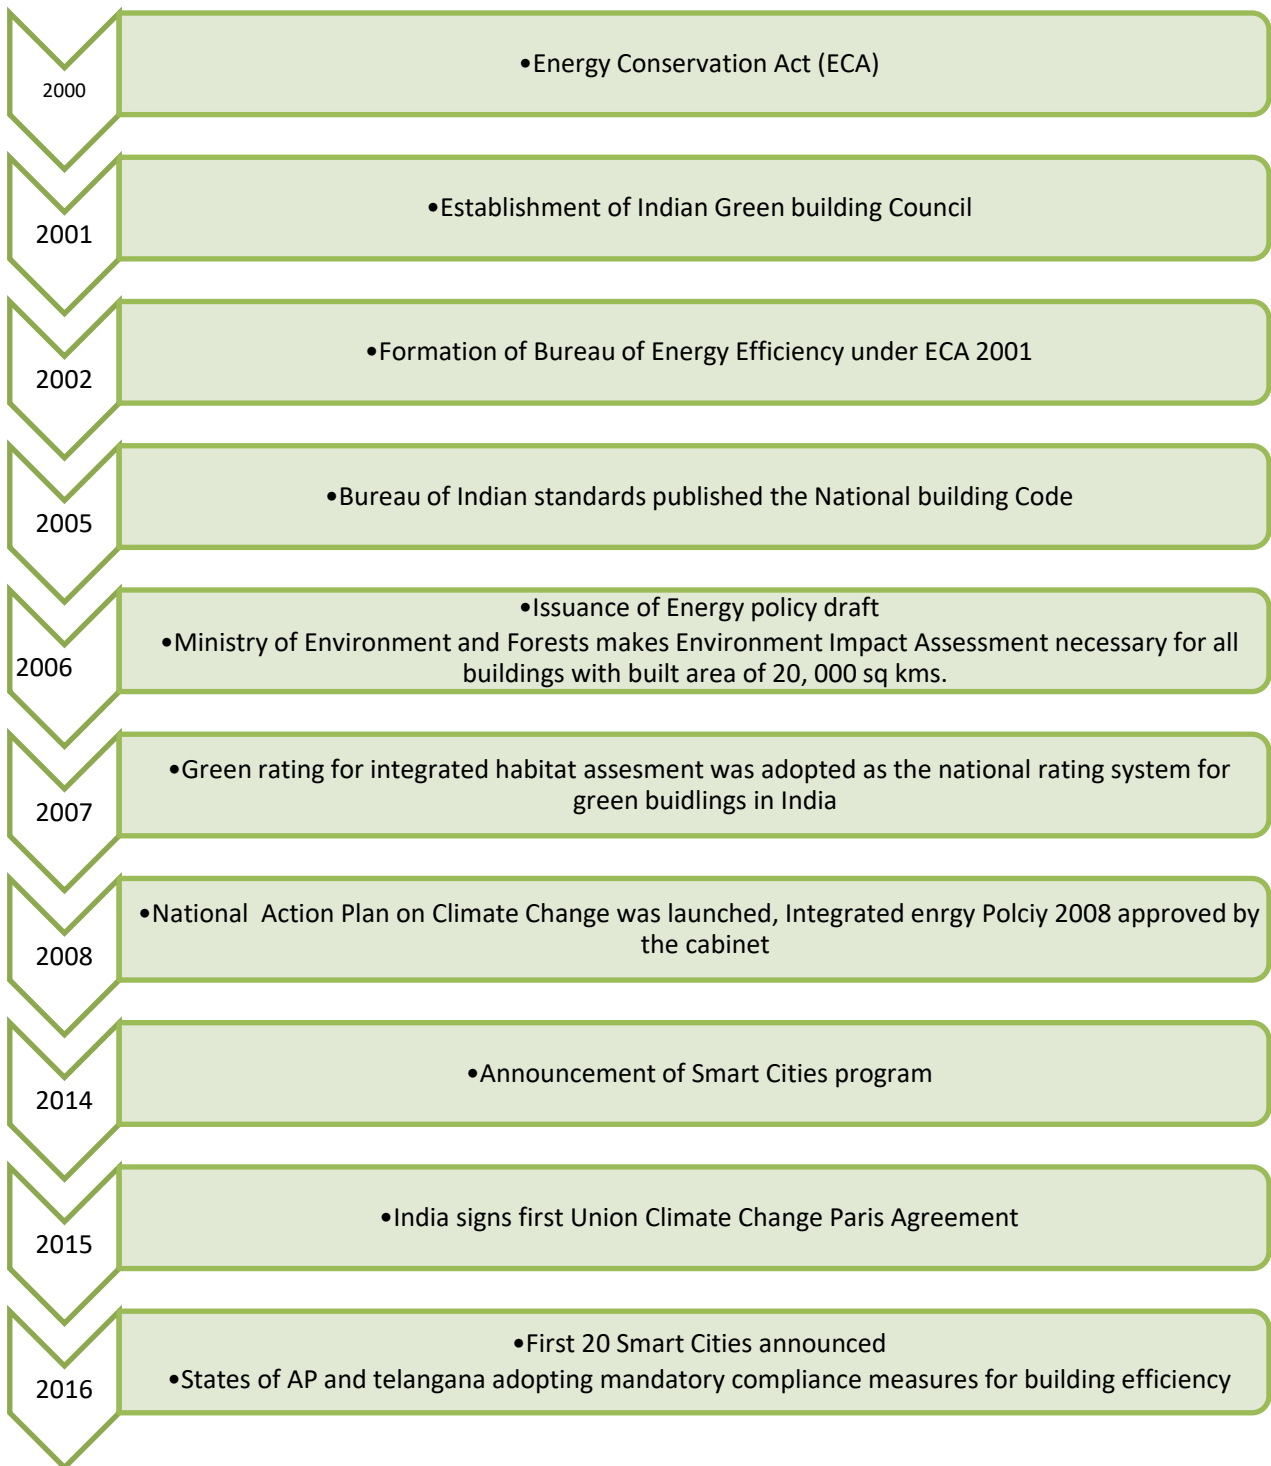 2000
•Energy Conservation Act (ECA)
2001
•Establishment of Indian Green building Council
2002
•Formation of Bureau of Energy Efficiency under ECA 2001
2005
•Bureau of Indian standards published the National building Code
2006
•Issuance of Energy policy draft
•Ministry of Environment and Forests makes Environment Impact Assessment necessary for all
buildings with built area of 20, 000 sq kms.
2007
•Green rating for integrated habitat assesment was adopted as the national rating system for
green buidlings in India
2008
•National  Action Plan on Climate Change was launched, Integrated enrgy Polciy 2008 approved by
the cabinet
2014
•Announcement of Smart Cities program
2015
•India signs first Union Climate Change Paris Agreement
2016
•First 20 Smart Cities announced
•States of AP and telangana adopting mandatory compliance measures for building efficiency